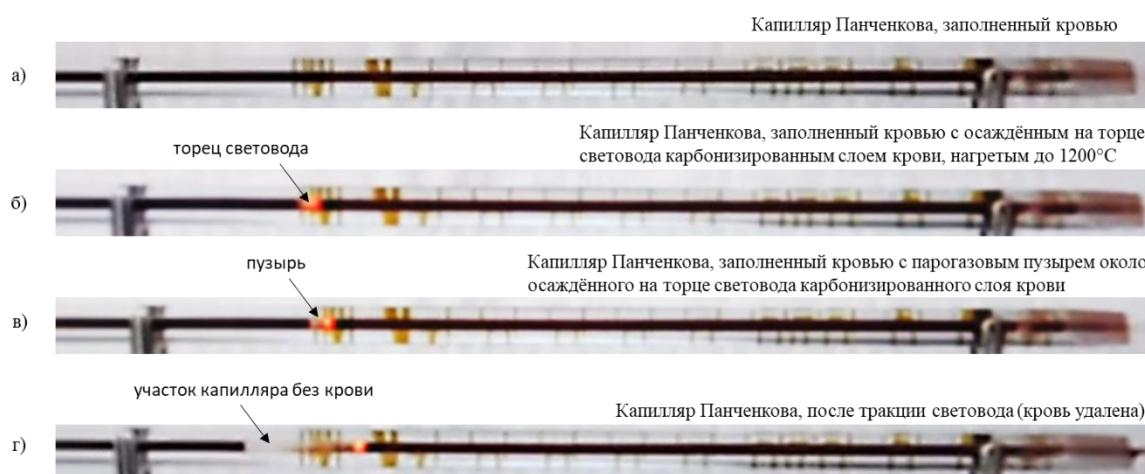 Капилляр Панченкова, заполненный кровью
а)
Капилляр Панченкова, заполненный кровью с осаждённым на торце
световода карбонизированным слоем крови, нагретым до 1200°С
торец световода
б)
Капилляр Панченкова, заполненный кровью с парогазовым пузырем около
осаждённого на торце световода карбонизированного слоя крови
пузырь
в)
участок капилляра без крови
Капилляр Панченкова, после тракции световода (кровь удалена)
г)